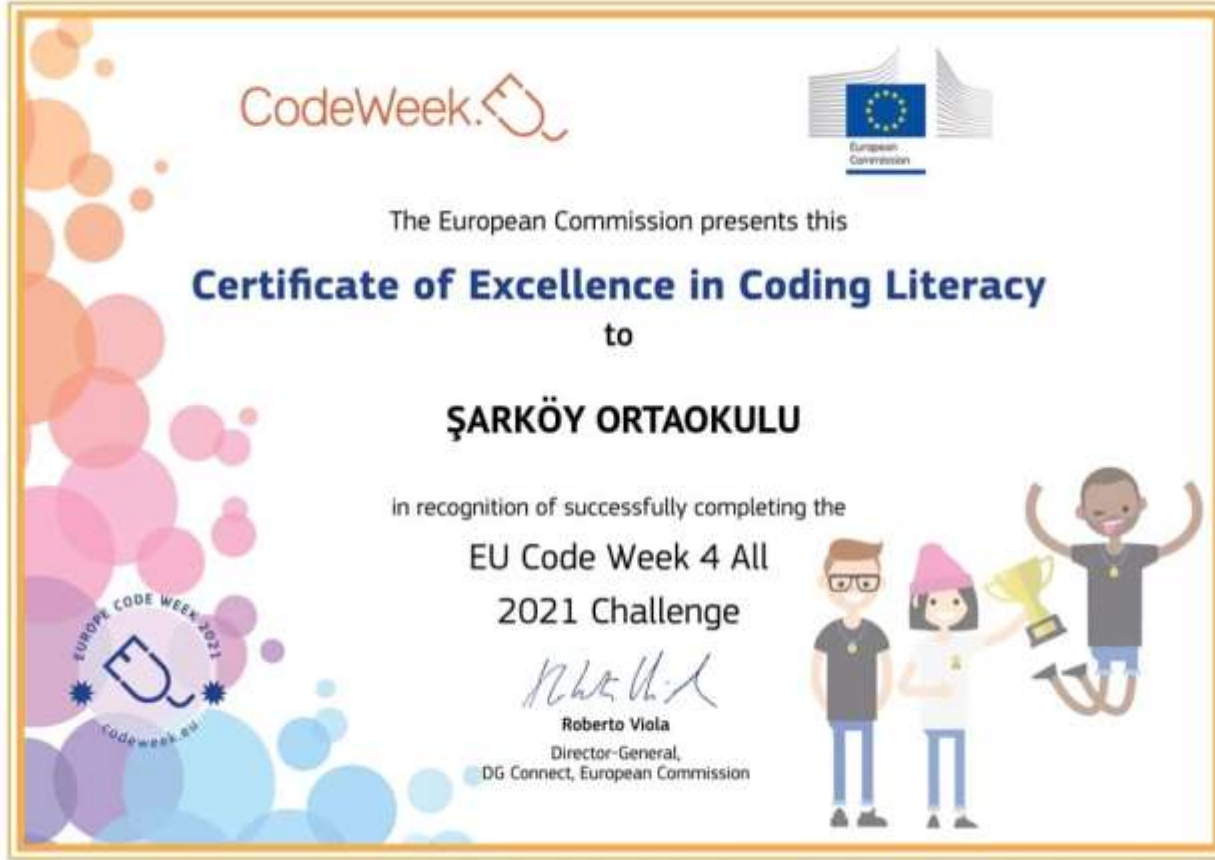 CodeWeek.EU
European
Commission
The European Commission presents this
Certificate of Excellence in Coding Literacy
to
ŞARKÖY ORTAOKULU
in recognition of successfully completing the
EU Code Week 4 All
2021 Challenge
EUROPE CODE WEEK 2021
codeweek.eu
Roberto Viola
Director-General,
DG Connect, European Commission